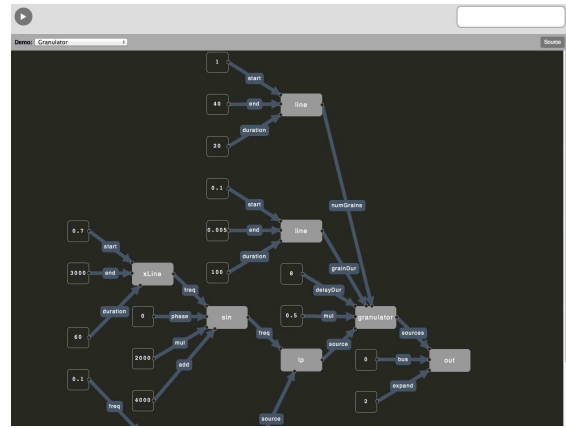 Demo: Granulator
Source
1
start
40
end
line
duration
20
0.1
start
numGrains
0.005
end
line
0.7
start
duration
grainDur
3000
end
xLine
100
8
delayDur
freq
duration
0
phase
sin
0.5
mul
granulator
60
mul
freq
source
sources
2000
add
lp
0
bus
out
0.1
expand
4000
2
freq
source